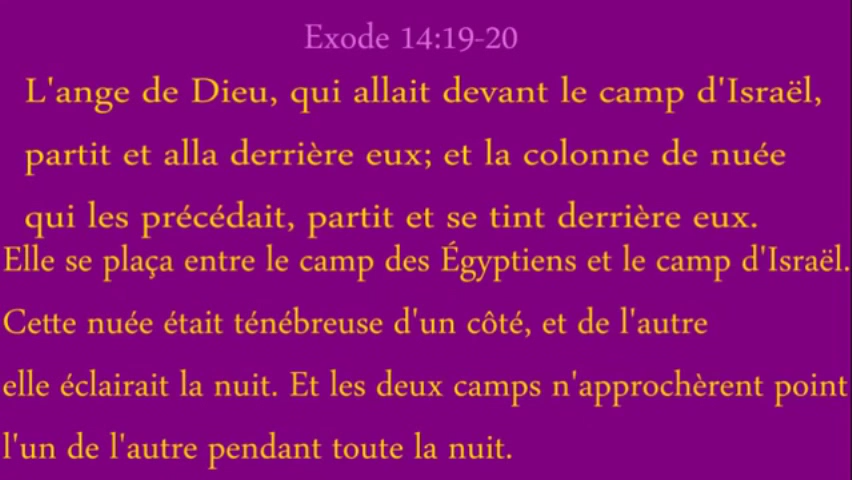 Exode 14:19-20
L'ange de Dieu, qui allait devant le camp d'Israël,
partit et alla derrière eux; et la colonne de nuée
qui les précédait, partit et se tint derrière eux.
Elle se plaça entre le camp des Égyptiens et le camp d'Israël.
Cette nuée était ténébreuse d'un côté, et de l'autre
elle éclairait la nuit. Et les deux camps n'approchèrent point
l'un de l'autre pendant toute la nuit.